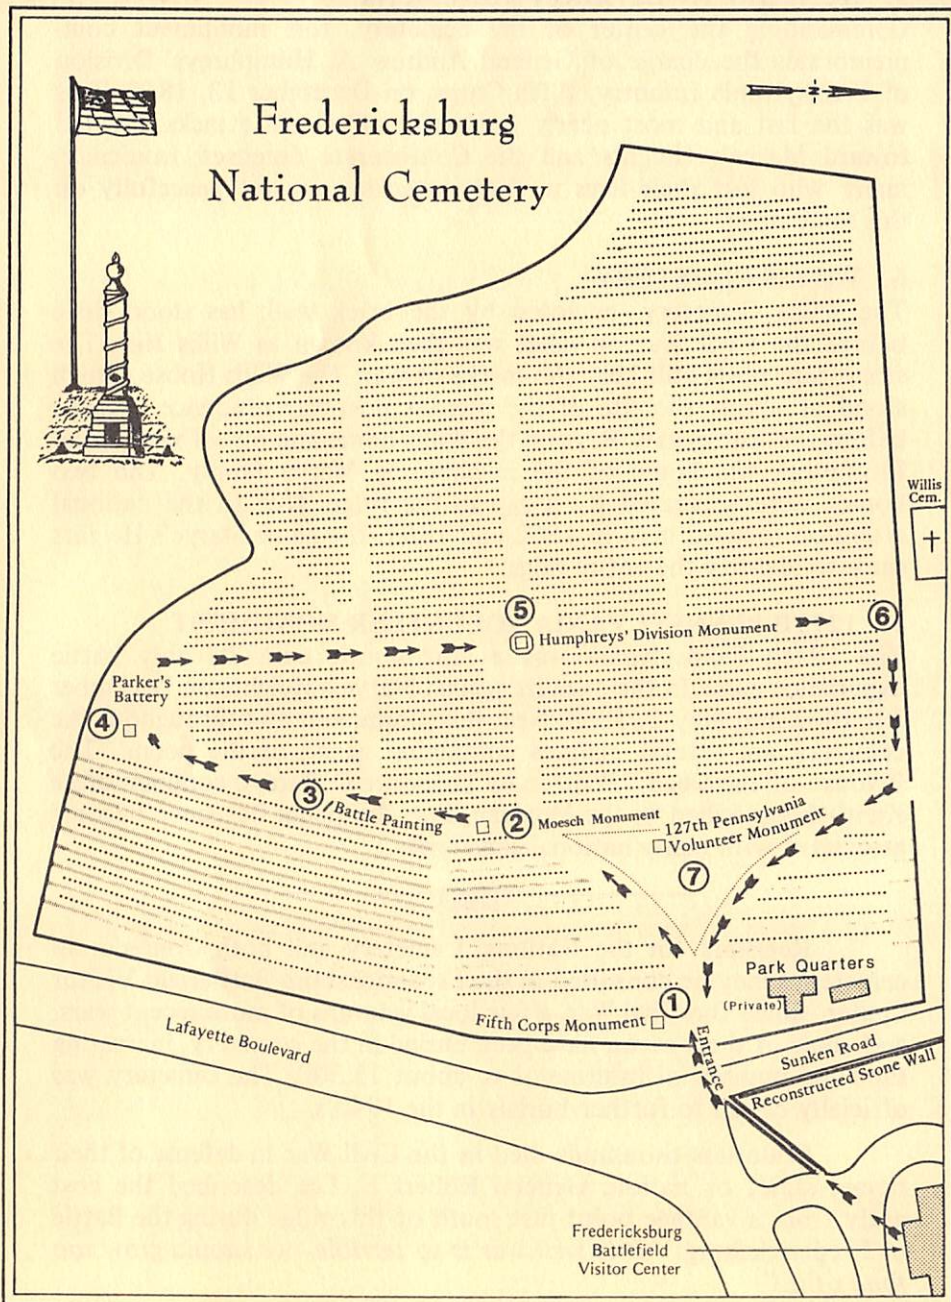 Fredericksburg
National Cemetery
N
Willis
Cem.
5
6
Humphreys' Division Monument
Parker's
Battery
4
3
Battle Painting
2
Moesch Monument
127th Pennsylvania
Volunteer Monument
7
Park Quarters
(Private)
1
Fifth Corps Monument
Entrance
Lafayette Boulevard
Sunken Road
Reconstructed Stone Wall
Fredericksburg
Battlefield
Visitor Center